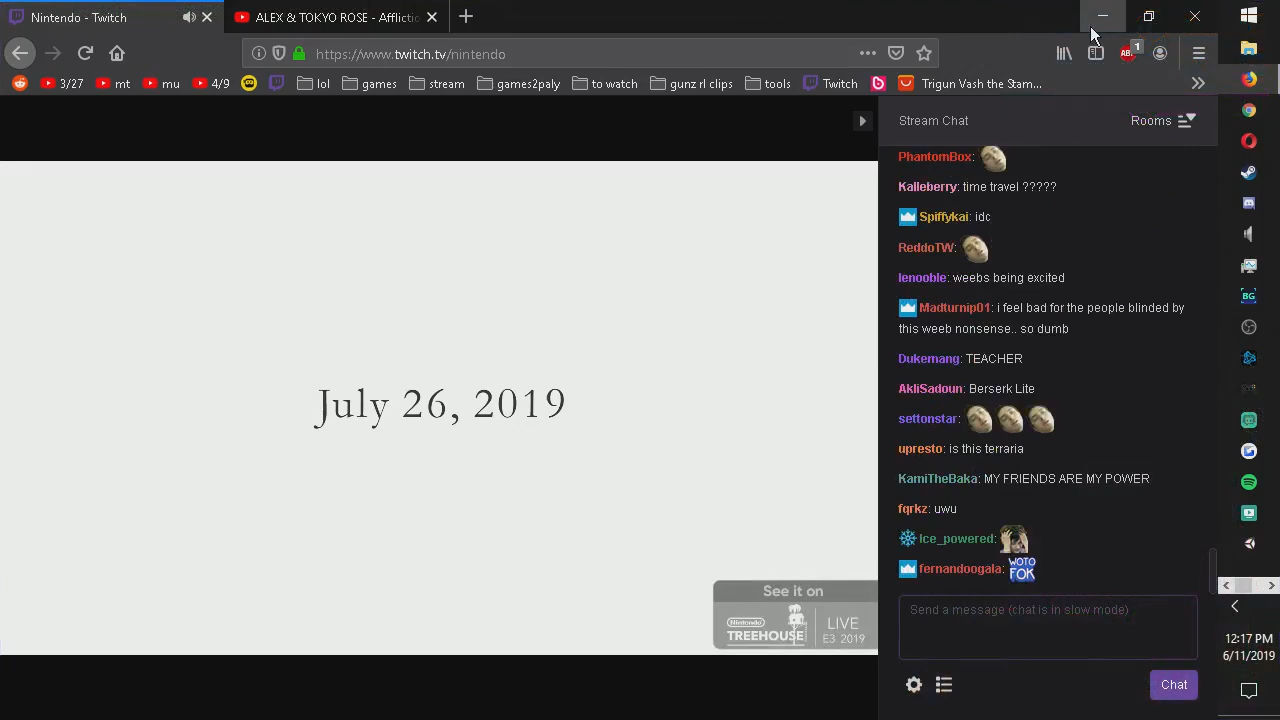 Nintendo - Twitch
ALEX & TOKYO ROSE - Afflictio
https://www.twitch.tv/nintendo
1
3/27
mt
mu
4/9
lol
games
stream
games2paly
to watch
gunz rl clips
tools
Twitch
Trigun Vash the Stam...
Stream Chat
Rooms
PhantomBox:
Kalleberry: time travel ?????
Spiffykai: idc
ReddoTW:
lenooble: weebs being excited
Madturnip01: i feel bad for the people blinded by
this weeb nonsense.. so dumb
Dukemang: TEACHER
AkliSadoun: Berserk Lite
settonstar:
upresto: is this terraria
KamiTheBaka: MY FRIENDS ARE MY POWER
fqrkz: uwu
Ice_powered:
fernandoogala: WOTO
FOK
July 26, 2019
See it on
Nintendo
TREEHOUSE
LIVE
E3 2019
Send a message (chat is in slow mode)
Chat
BG
12:17 PM
6/11/2019